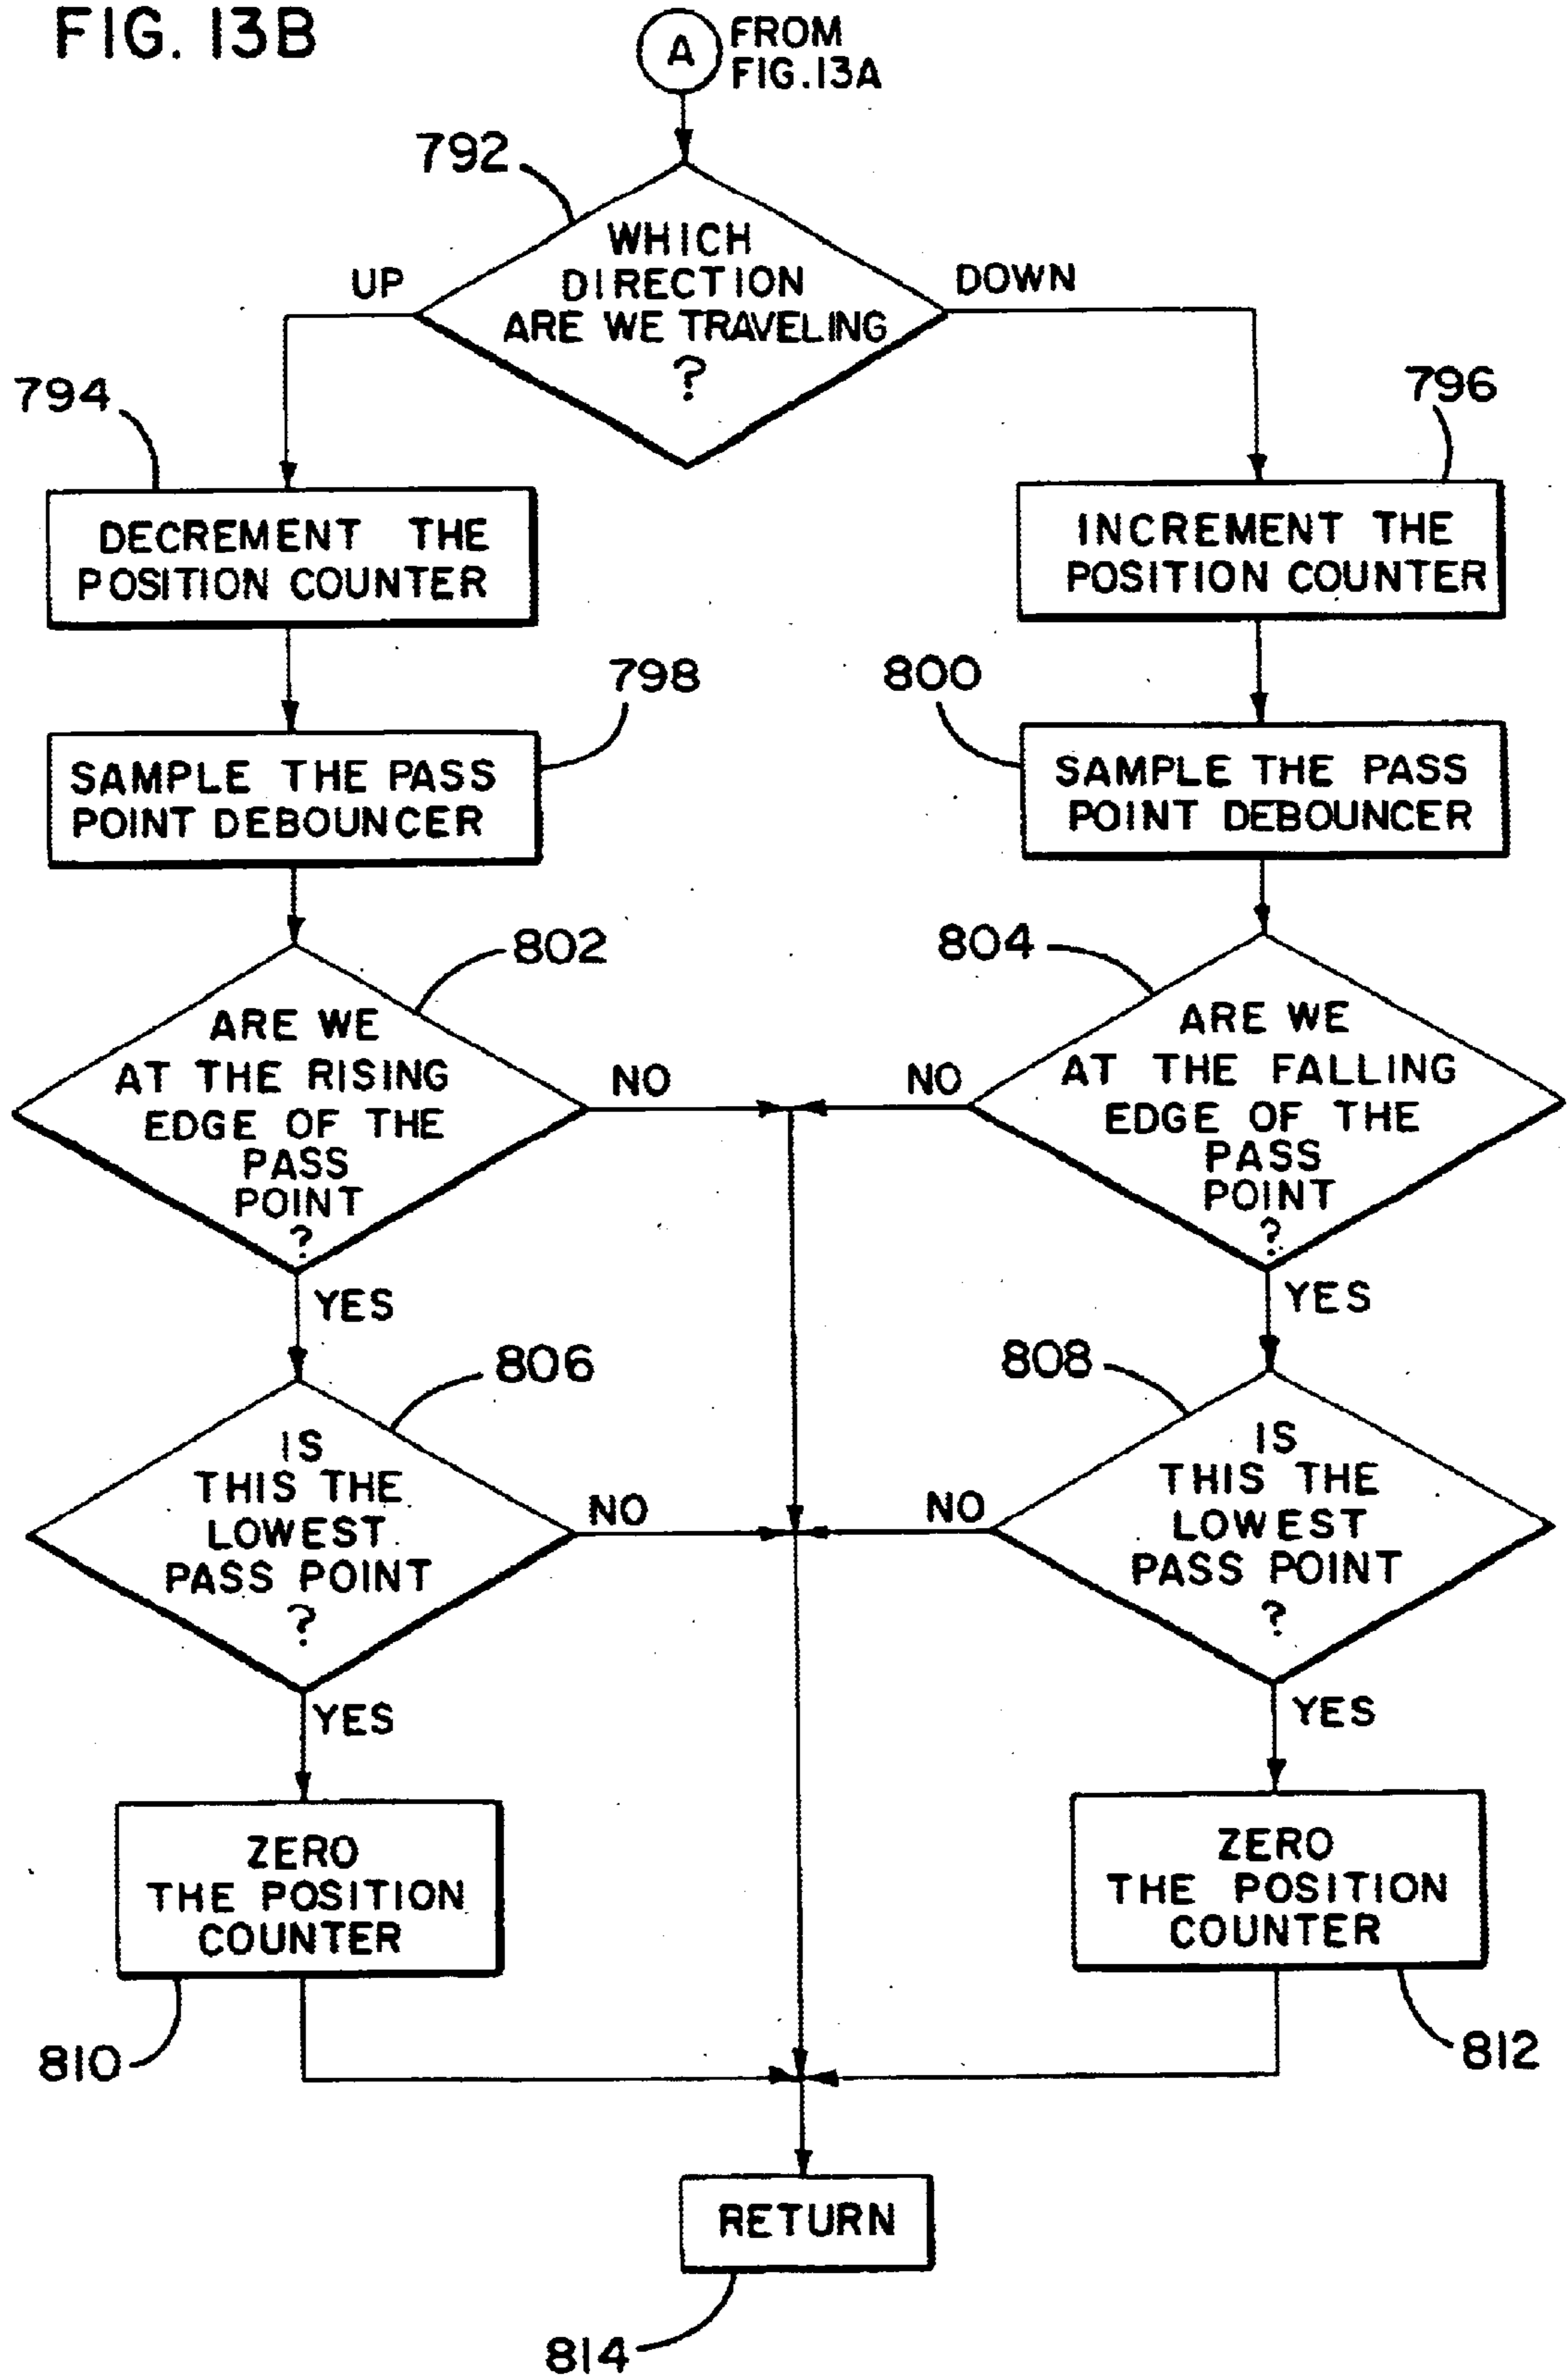 FIG. 13B
A
FROM
FIG.13A
792
WHICH
DIRECTION
ARE WE TRAVELING
?
UP
DOWN
794
796
DECREMENT THE
POSITION COUNTER
INCREMENT THE
POSITION COUNTER
798
800
SAMPLE THE PASS
POINT DEBOUNCER
SAMPLE THE PASS
POINT DEBOUNCER
802
804
ARE WE
AT THE RISING
EDGE OF THE
PASS
POINT
?
NO
NO
ARE WE
AT THE FALLING
EDGE OF THE
PASS
POINT
?
YES
YES
806
808
IS
THIS THE
LOWEST
PASS POINT
?
NO
NO
IS
THIS THE
LOWEST
PASS POINT
?
YES
YES
ZERO
THE POSITION
COUNTER
ZERO
THE POSITION
COUNTER
810
812
RETURN
814